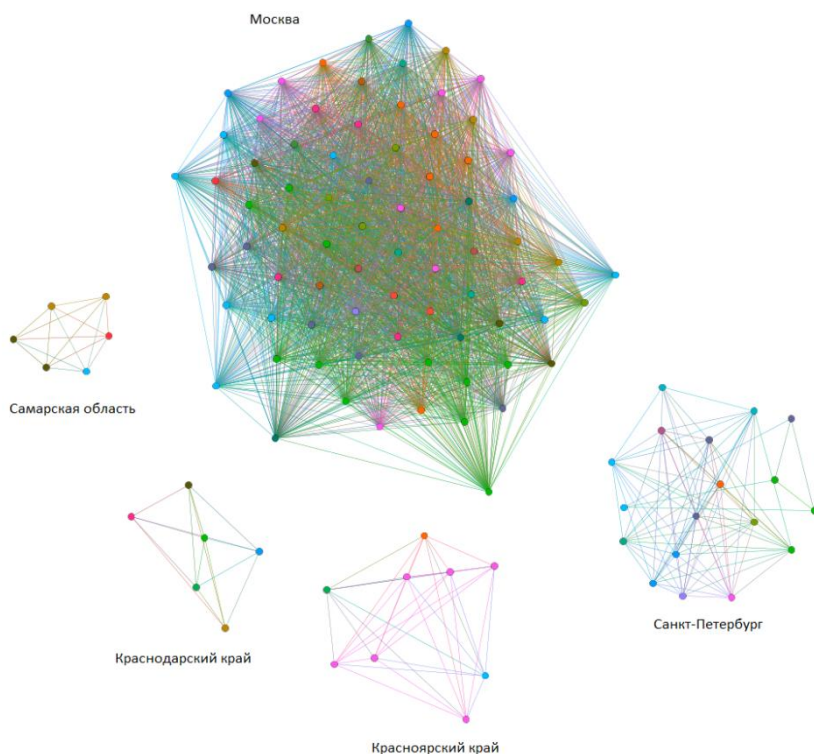 Москва
Самарская область
Санкт-Петербург
Краснодарский край
Красноярский край